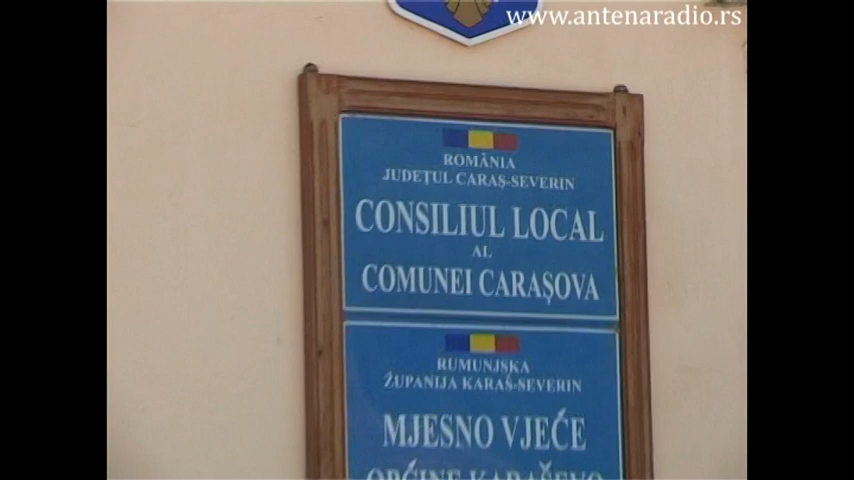 www.antenaradio.rs
ROMÂNIA
JUDEŢUL CARAŞ-SEVERIN
CONSILIUL LOCAL
AL
COMUNEI CARAŞOVA
RUMUNJSKA
ŽUPANIJA KARAŠ-SEVERIN
MJESNO VJEĆE
OPĆINE KARAŠEVO